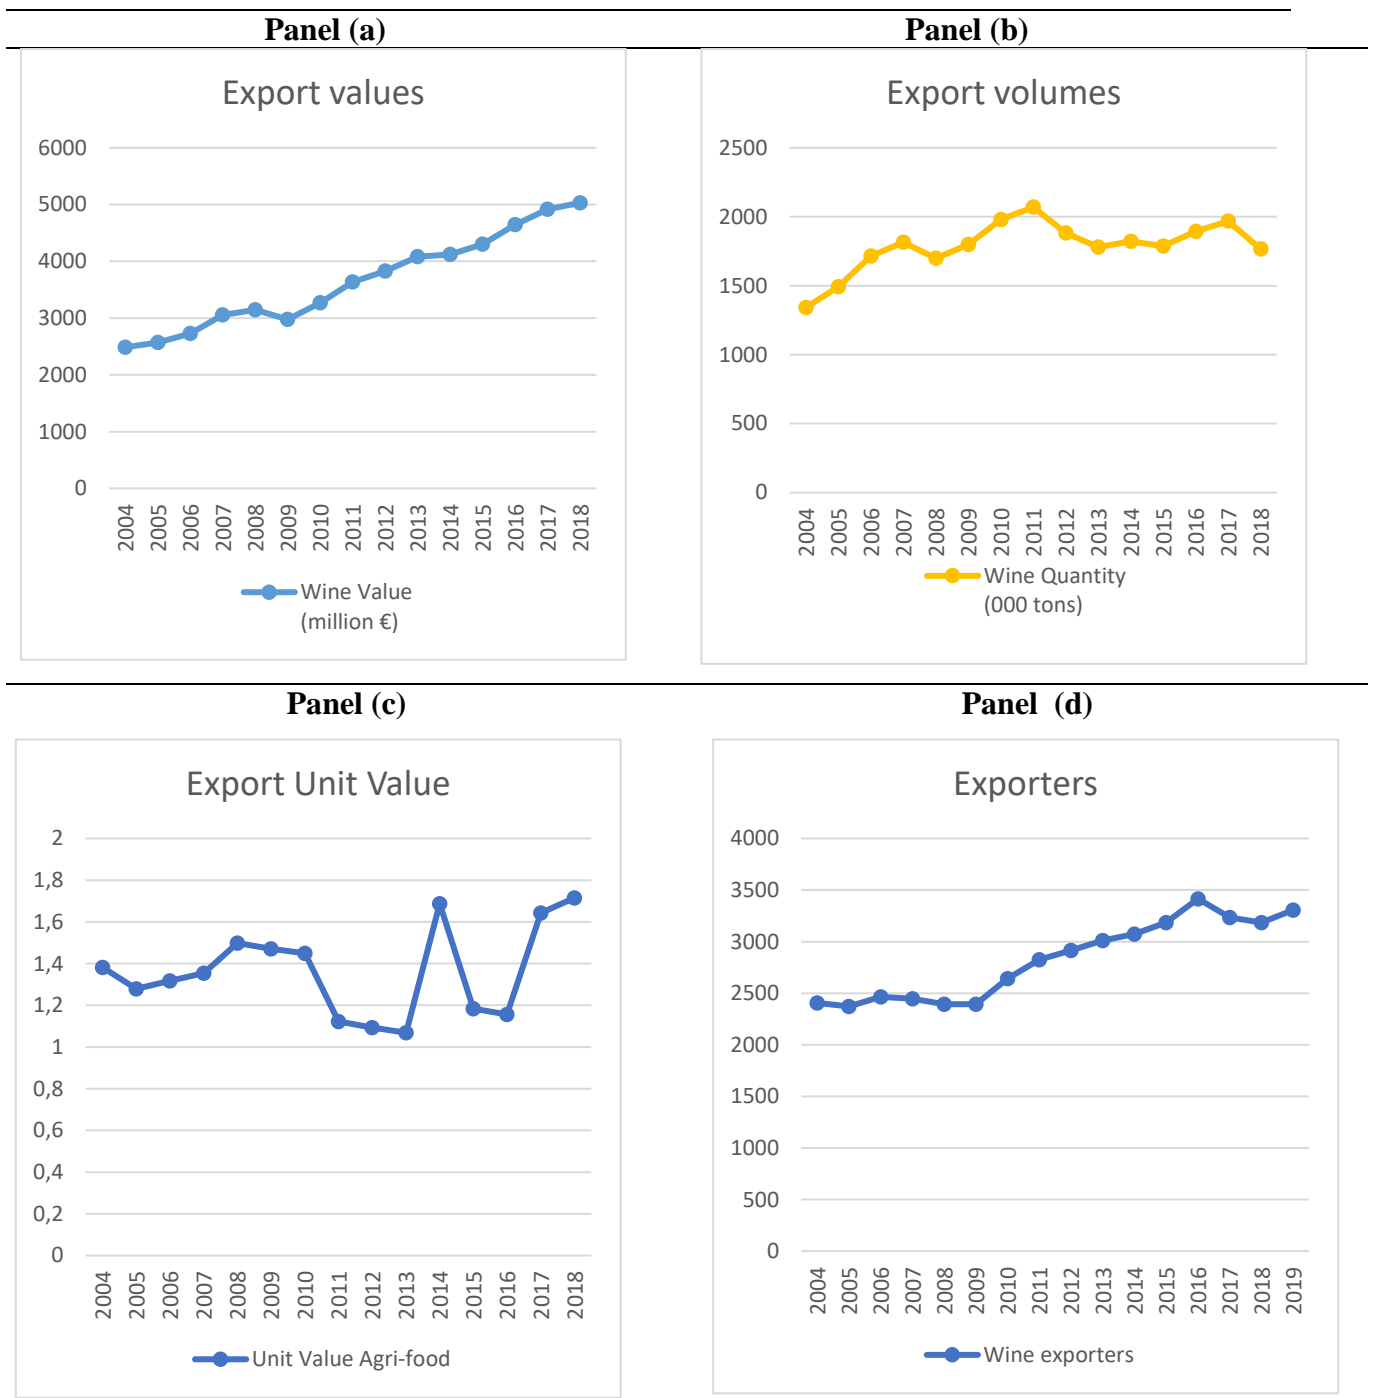 Panel (a)
Panel (b)
Export values
6000
5000
4000
3000
2000
1000
0
2004 2005 2006 2007 2008 2009 2010 2011 2012 2013 2014 2015 2016 2017 2018
Wine Value
(million €)
Export volumes
2500
2000
1500
1000
500
0
2004 2005 2006 2007 2008 2009 2010 2011 2012 2013 2014 2015 2016 2017 2018
Wine Quantity
(000 tons)
Panel (c)
Panel (d)
Export Unit Value
2
1,8
1,6
1,4
1,2
1
0,8
0,6
0,4
0,2
0
2004 2005 2006 2007 2008 2009 2010 2011 2012 2013 2014 2015 2016 2017 2018
Unit Value Agri-food
Exporters
4000
3500
3000
2500
2000
1500
1000
500
0
2004 2005 2006 2007 2008 2009 2010 2011 2012 2013 2014 2015 2016 2017 2018 2019
Wine exporters